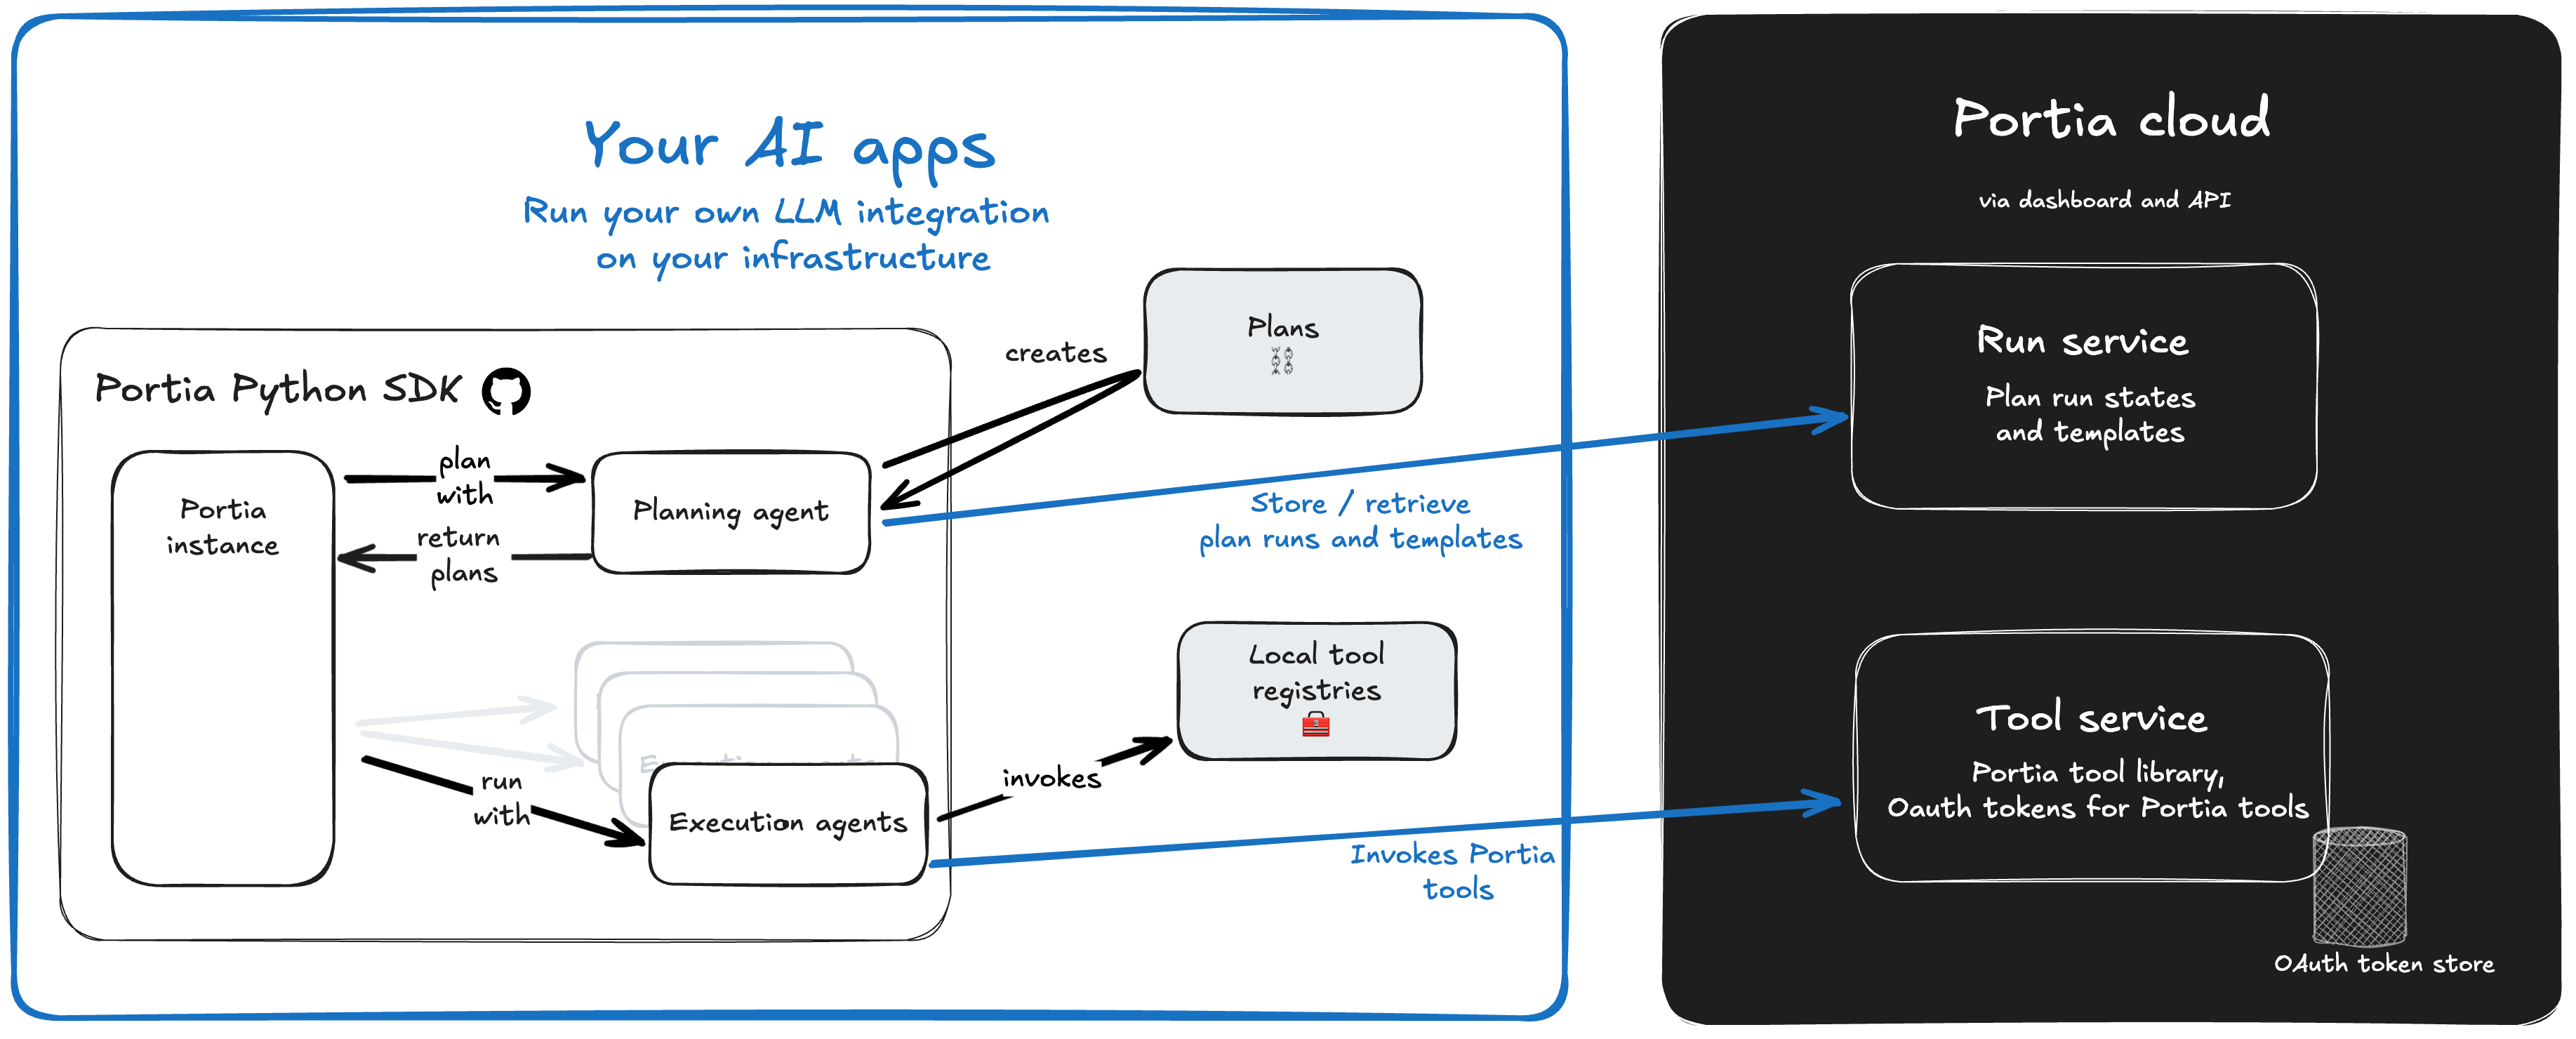 Your AI apps
Run your own LLM integration
on your infrastructure
Portia Python SDK
Portia
instance
plan
with
return
plans
Planning agent
creates
Plans
Store / retrieve
plan runs and templates
run
with
Execution agents
Execution agents
invokes
Local tool
registries
Invokes Portia
tools
Portia cloud
via dashboard and API
Run service
Plan run states
and templates
Tool service
Portia tool library,
Oauth tokens for Portia tools
OAuth token store